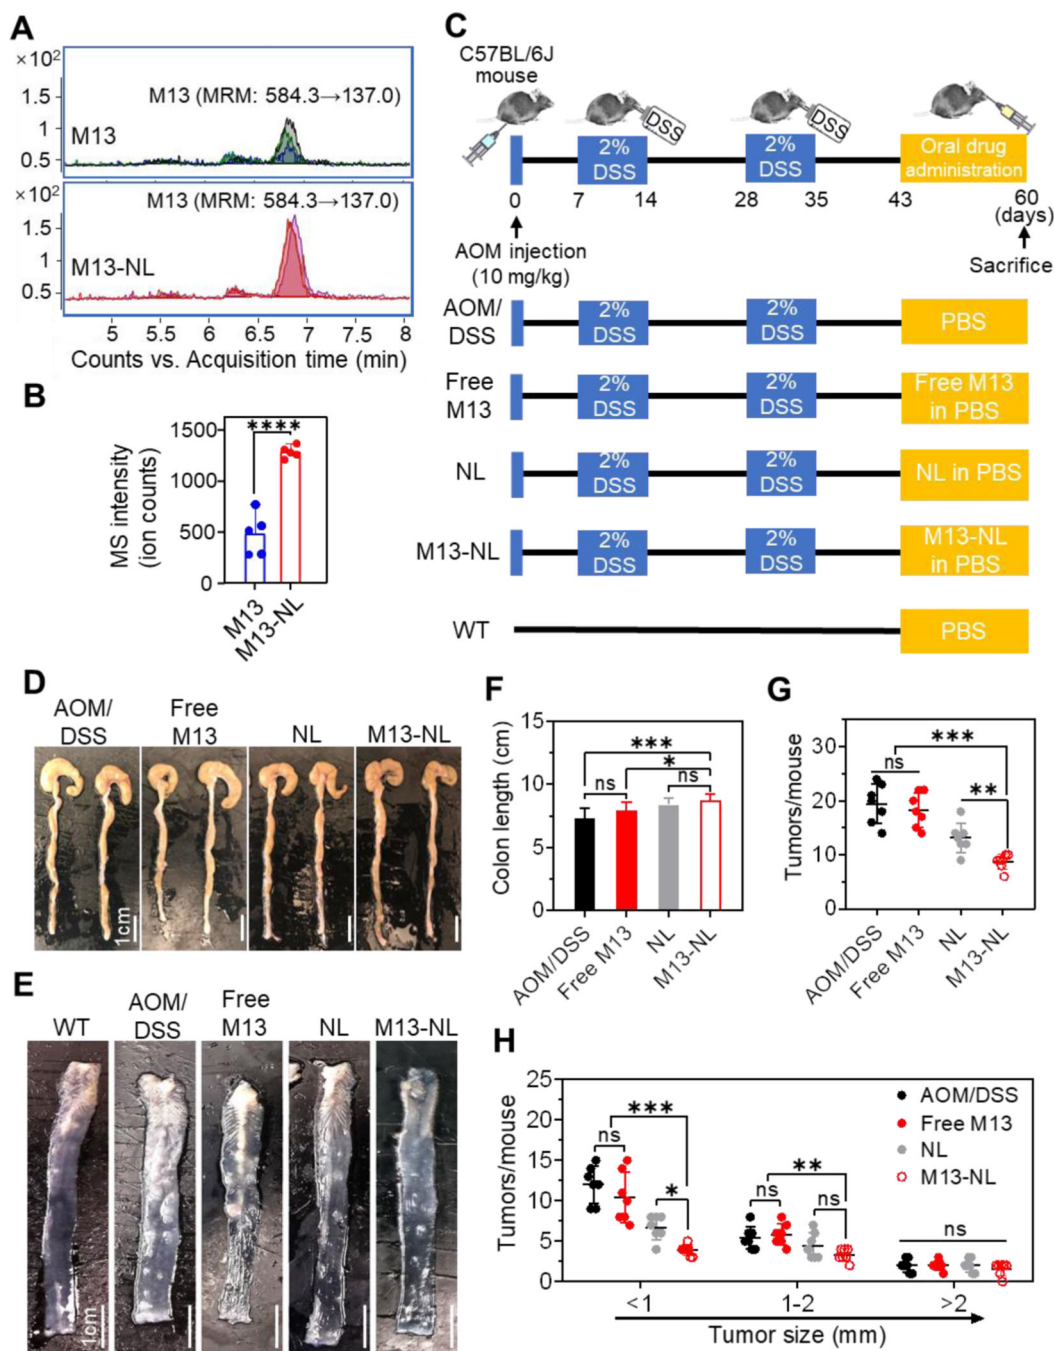 A
×10²
M13 (MRM: 584.3→137.0)
1.5
1
M13
0.5
×10²
M13 (MRM: 584.3→137.0)
1.5
M13-NL
0.5
5 5.5 6 6.5 7 7.5 8
Counts vs. Acquisition time (min)
B
****
1500
1000
500
0
MS intensity
(ion counts)
M13
M13-NL
C
C57BL/6J
mouse
DSS
DSS
2%
DSS
2%
DSS
Oral drug
administration
0 7 14 28 35 43 60
(days)
AOM injection
(10 mg/kg)
Sacrifice
AOM/
DSS
2%
DSS
2%
DSS
PBS
Free
M13
2%
DSS
2%
DSS
Free M13
in PBS
NL
2%
DSS
2%
DSS
NL in PBS
M13-NL
2%
DSS
2%
DSS
M13-NL
in PBS
WT
PBS
D
AOM/
DSS
Free
M13
NL
M13-NL
1cm
E
WT
AOM/
DSS
Free
M13
NL
M13-NL
1cm
F
15
10
5
0
Colon length (cm)
***
*
ns
ns
AOM/DSS
Free M13
NL
M13-NL
G
30
20
10
0
Tumors/mouse
***
ns
**
AOM/DSS
Free M13
NL
M13-NL
H
25
20
15
10
5
0
Tumors/mouse
AOM/DSS
Free M13
NL
M13-NL
***
ns
*
**
ns
ns
ns
<1 1-2 >2
Tumor size (mm)